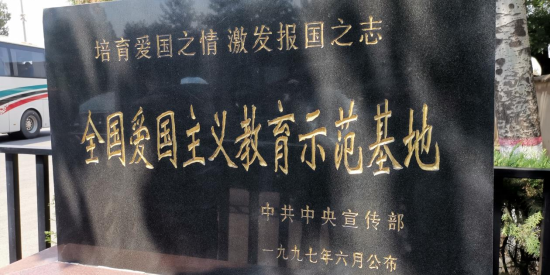 培育爱国之情 激发报国之志
全国爱国主义教育示范基地
中共中央宣传部
一九九七年六月公布